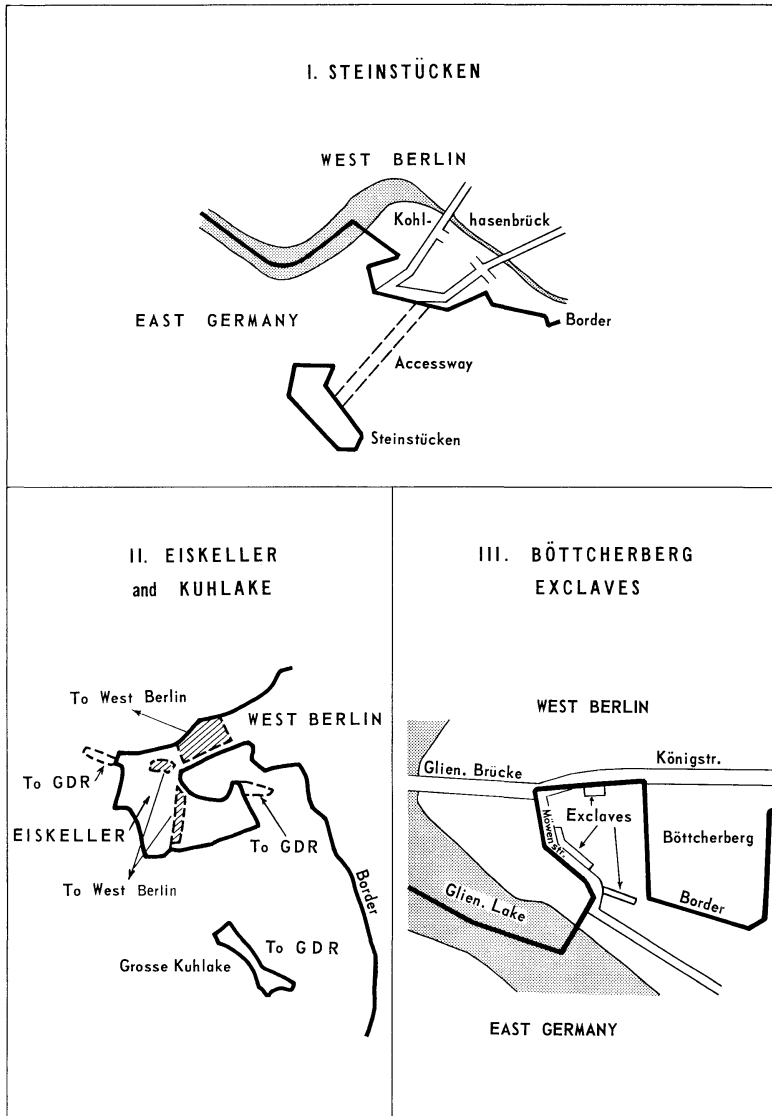 I. STEINSTÜCKEN
WEST BERLIN
Kohl- hasenbrück
EAST GERMANY
Border
Accessway
Steinstücken
II. EISKELLER
and KUHLAKE
To West Berlin
WEST BERLIN
To GDR
EISKELLER
To GDR
To West Berlin
Border
To GDR
Grosse Kuhlake
III. BÖTTCHERBERG
EXCLAVES
WEST BERLIN
Königstr.
Glien. Brücke
Exclaves
Möwenstr.
Böttcherberg
Border
Glien. Lake
EAST GERMANY